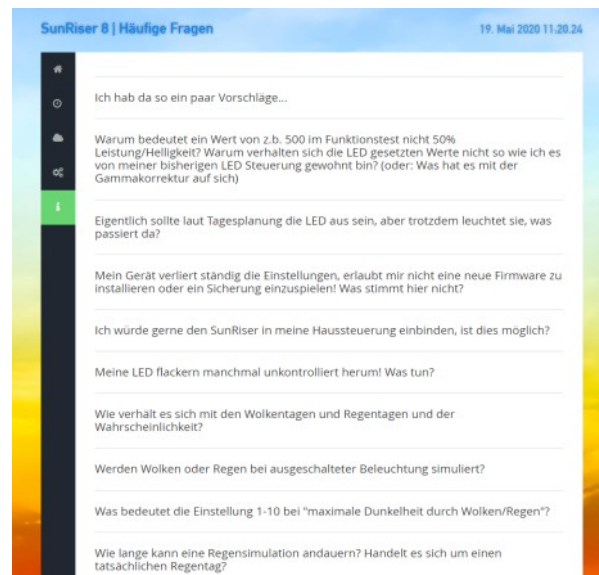 SunRiser 8 | Häufige Fragen
19. Mai 2020 11.20.24
Ich hab da so ein paar Vorschläge...
Warum bedeutet ein Wert von z.b. 500 im Funktionstest nicht 50%
Leistung/Helligkeit? Warum verhalten sich die LED gesetzten Werte nicht so wie ich es
von meiner bisherigen LED Steuerung gewohnt bin? (oder: Was hat es mit der
Gammakorrektur auf sich)
Eigentlich sollte laut Tagesplanung die LED aus sein, aber trotzdem leuchtet sie, was
passiert da?
Mein Gerät verliert ständig die Einstellungen, erlaubt mir nicht eine neue Firmware zu
installieren oder ein Sicherung einzuspielen! Was stimmt hier nicht?
Ich würde gerne den SunRiser in meine Haussteuerung einbinden, ist dies möglich?
Meine LED flackern manchmal unkontrolliert herum! Was tun?
Wie verhält es sich mit den Wolkentagen und Regentagen und der
Wahrscheinlichkeit?
Werden Wolken oder Regen bei ausgeschalteter Beleuchtung simuliert?
Was bedeutet die Einstellung 1-10 bei "maximale Dunkelheit durch Wolken/Regen"?
Wie lange kann eine Regensimulation andauern? Handelt es sich um einen
tatsächlichen Regentag?